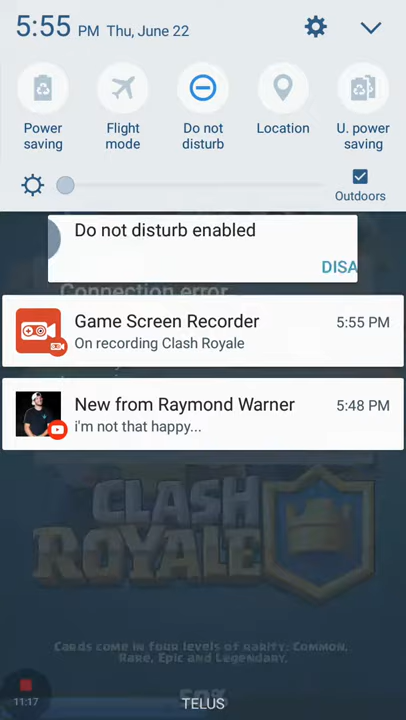 5:55 PM Thu, June 22
Power saving
Flight mode
Do not disturb
Location
U. power saving
Outdoors
Do not disturb enabled
DISA
Connection error
Game Screen Recorder
5:55 PM
On recording Clash Royale
New from Raymond Warner
5:48 PM
i'm not that happy...
CLASH
ROYALE
Cards come in four levels of rarity: Common,
Rare, Epic and Legendary.
50%
11:17
TELUS